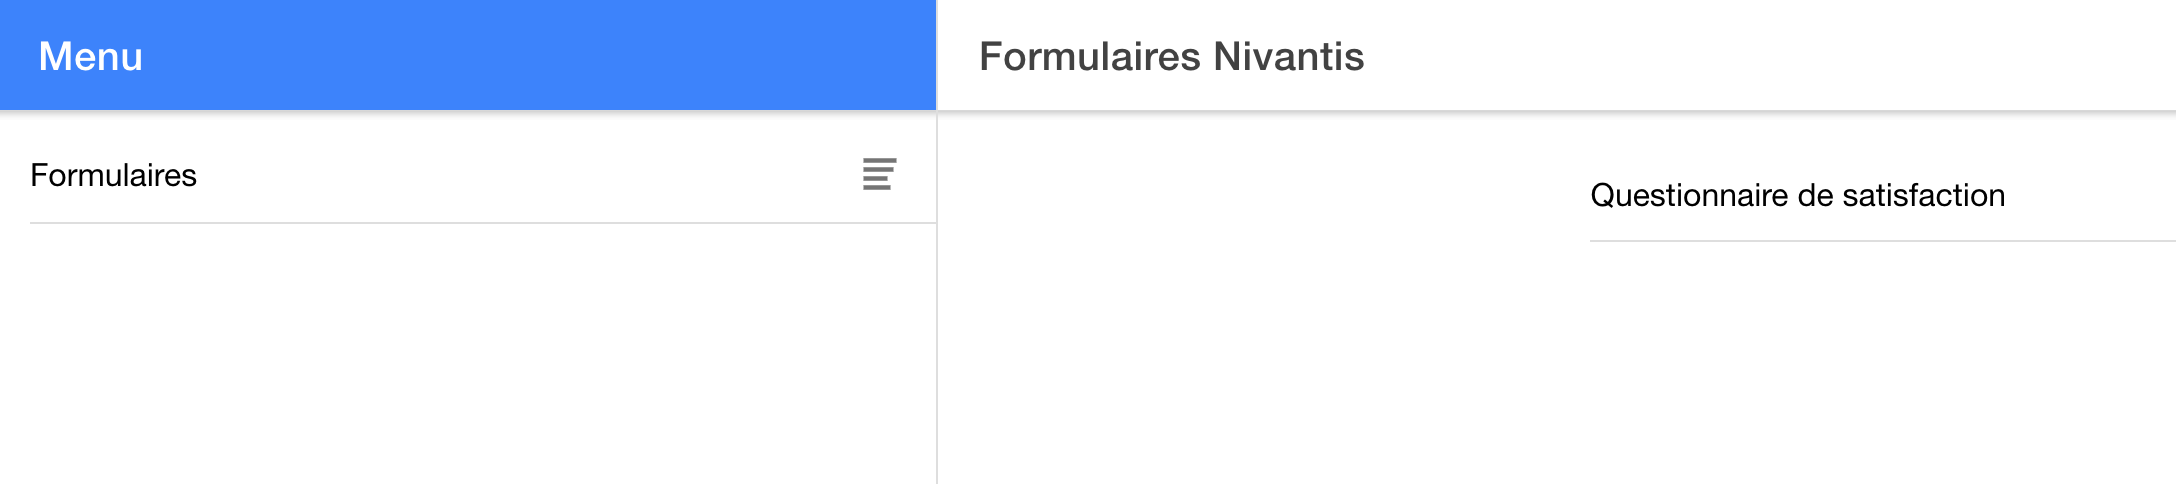 Menu
Formulaires Nivantis
Formulaires
Questionnaire de satisfaction